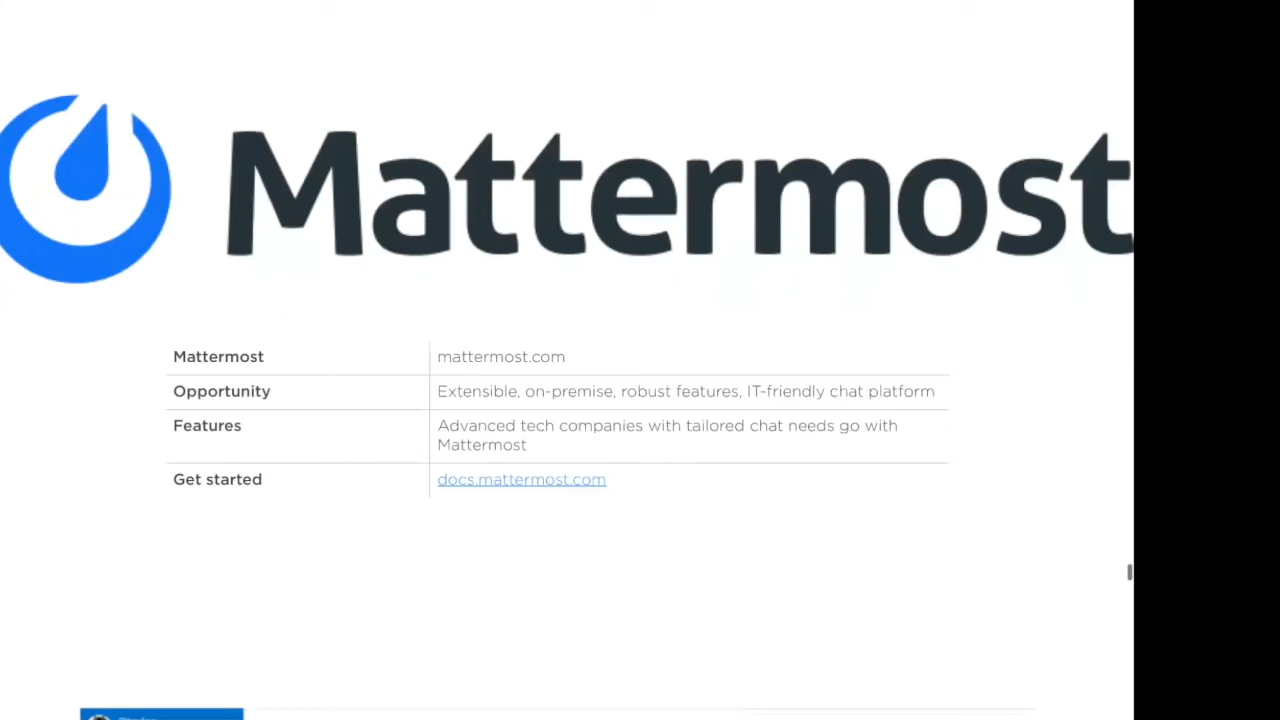 Mattermost
Mattermost mattermost.com
Opportunity Extensible, on-premise, robust features, IT-friendly chat platform
Features Advanced tech companies with tailored chat needs go with
Mattermost
Get started docs.mattermost.com